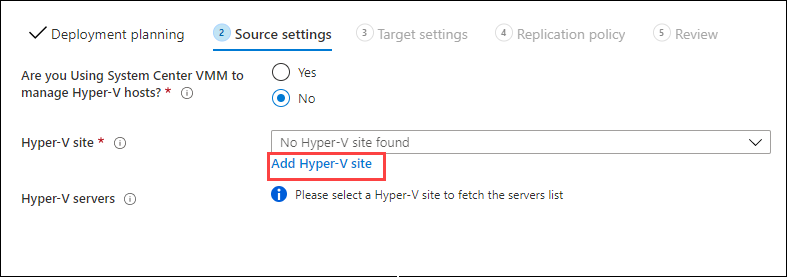 Deployment planning 2 Source settings 3 Target settings 4 Replication policy 5 Review
Are you Using System Center VMM to
manage Hyper-V hosts? *
Yes
No
Hyper-V site *
No Hyper-V site found
Add Hyper-V site
Hyper-V servers
Please select a Hyper-V site to fetch the servers list